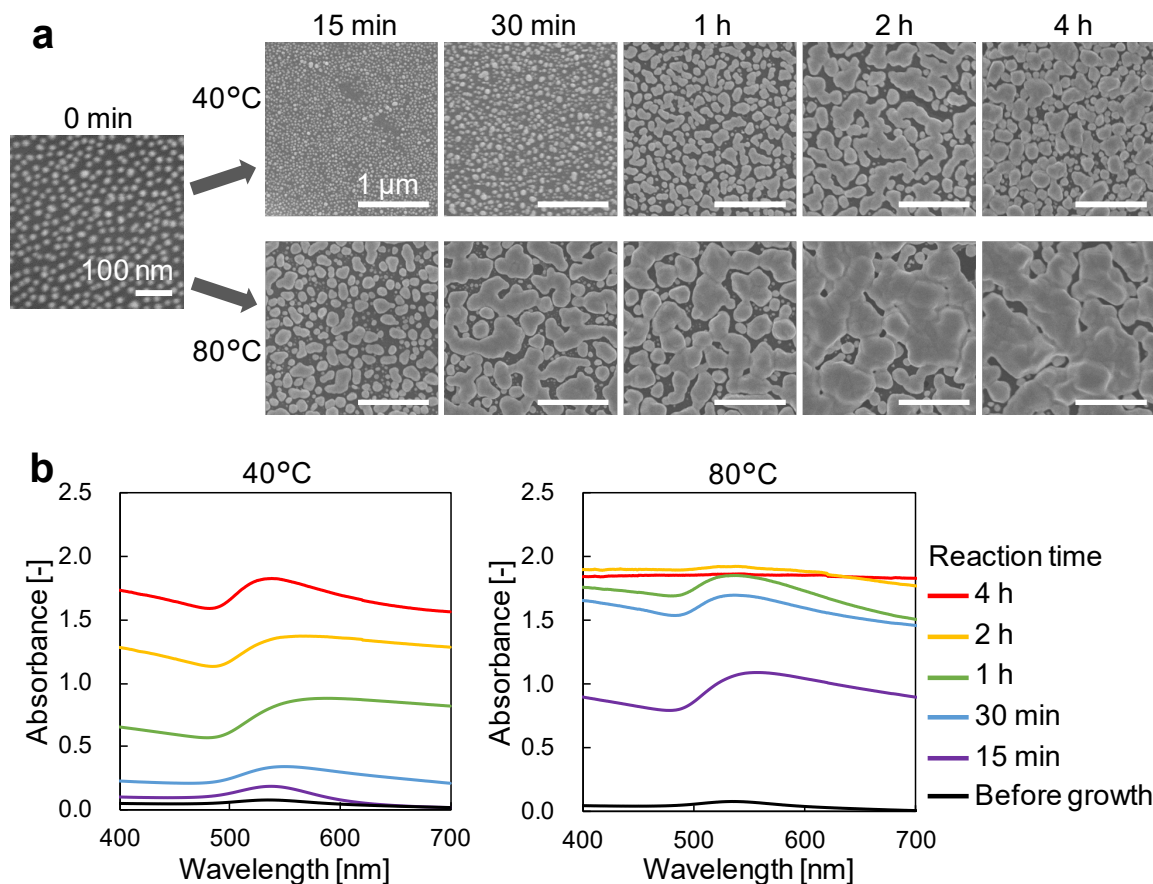 a
15 min 30 min 1 h 2 h 4 h
40°C
0 min
1 µm
100 nm
80°C
b
40°C 80°C
2.5 2.5
2.0 2.0
1.5 1.5
1.0 1.0
0.5 0.5
0.0 0.0
400 500 600 700 400 500 600 700
Absorbance [-] Absorbance [-]
Wavelength [nm] Wavelength [nm]
Reaction time
4 h
2 h
1 h
30 min
15 min
Before growth